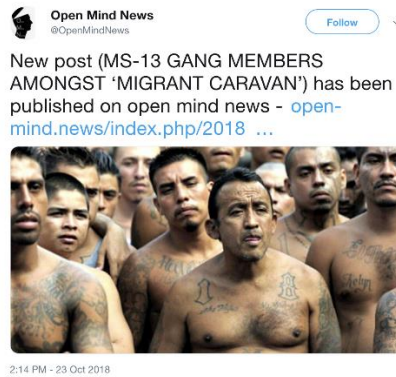 Open Mind News
@OpenMindNews
Follow
New post (MS-13 GANG MEMBERS
AMONGST ‘MIGRANT CARAVAN’) has been
published on open mind news - open-
mind.news/index.php/2018 …
2:14 PM - 23 Oct 2018